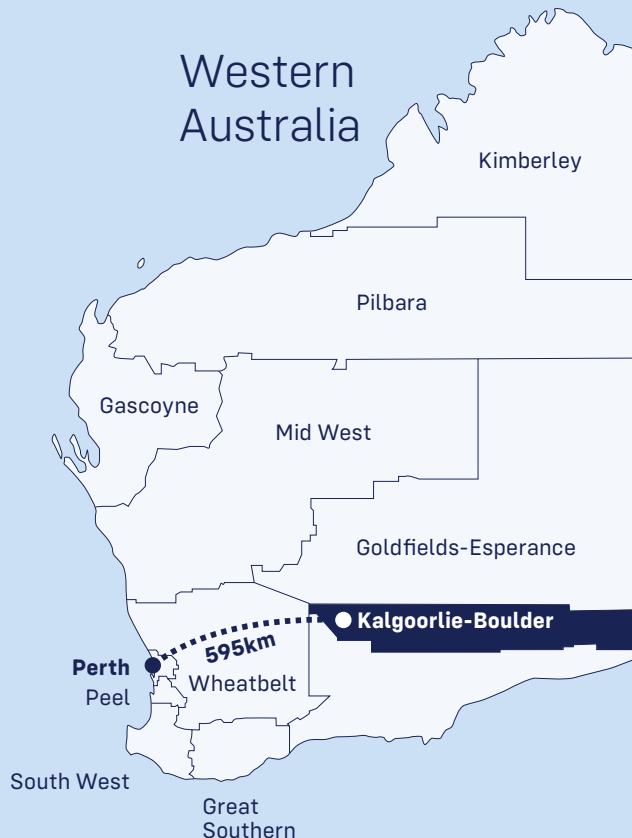 Western
Australia
Kimberley
Pilbara
Gascoyne
Mid West
Goldfields-Esperance
Kalgoorlie-Boulder
595km
Perth
Wheatbelt
Peel
South West
Great
Southern